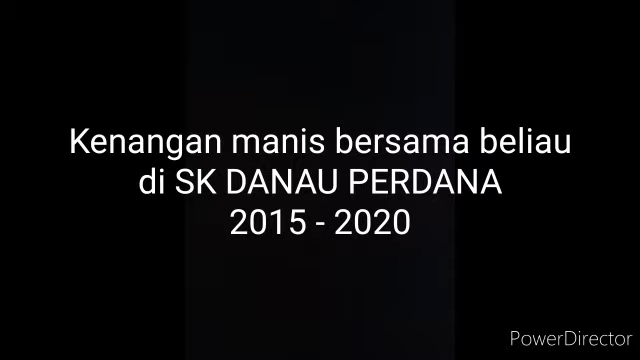 Kenangan manis bersama beliau
di SK DANAU PERDANA
2015 - 2020
PowerDirector